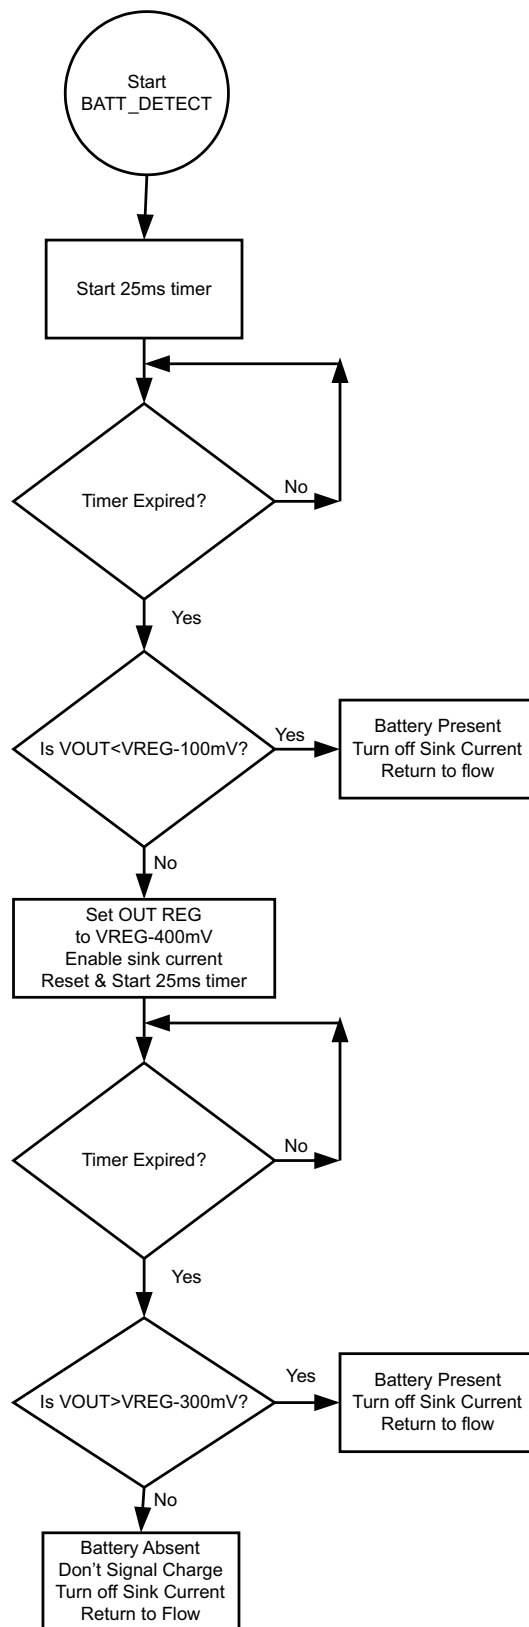 Start
BATT_DETECT
Start 25ms timer
Timer Expired?
No
Yes
Is VOUT<VREG-100mV?
Yes
Battery Present
Turn off Sink Current
Return to flow
No
Set OUT REG
to VREG-400mV
Enable sink current
Reset & Start 25ms timer
Timer Expired?
No
Yes
Is VOUT>VREG-300mV?
Yes
Battery Present
Turn off Sink Current
Return to flow
No
Battery Absent
Don’t Signal Charge
Turn off Sink Current
Return to Flow